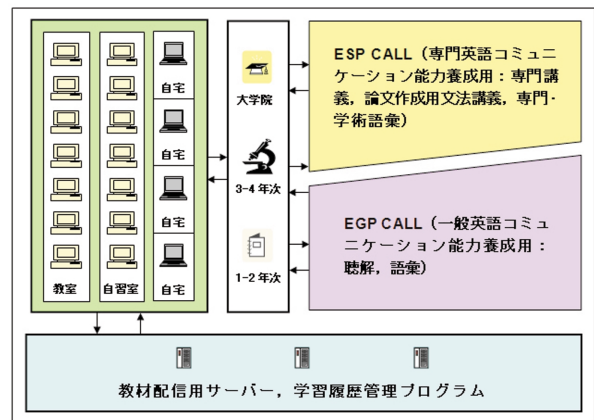 教室
自習室
自宅
自宅
自宅
自宅
大学院
3-4 年次
1-2 年次
ESP CALL（専門英語コミュニ
ケーション能力養成用：専門講
義，論文作成用文法講義，専門・
学術語彙）
EGP CALL（一般英語コミュ
ニケーション能力養成用：
聴解，語彙）
教材配信用サーバー，学習履歴管理プログラム